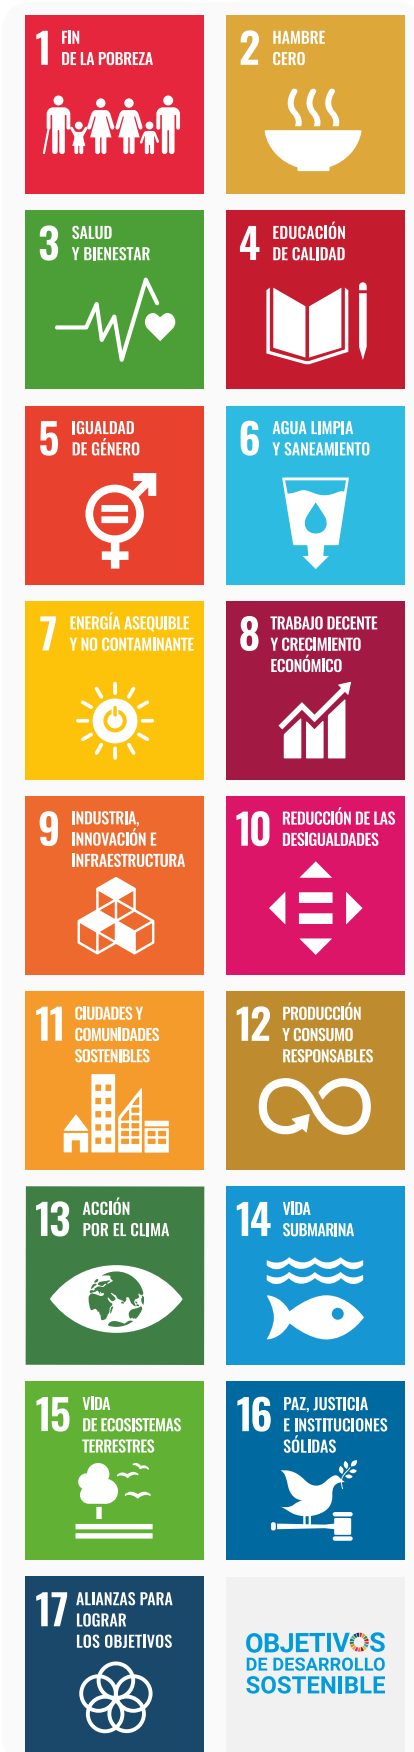 1 FIN
DE LA POBREZA
2 HAMBRE
CERO
3 SALUD
Y BIENESTAR
4 EDUCACIÓN
DE CALIDAD
5 IGUALDAD
DE GÉNERO
6 AGUA LIMPIA
Y SANEAMIENTO
7 ENERGÍA ASEQUIBLE
Y NO CONTAMINANTE
8 TRABAJO DECENTE
Y CRECIMIENTO
ECONÓMICO
9 INDUSTRIA,
INNOVACIÓN E
INFRAESTRUCTURA
10 REDUCCIÓN DE LAS
DESIGUALDADES
11 CIUDADES Y
COMUNIDADES
SOSTENIBLES
12 PRODUCCIÓN
Y CONSUMO
RESPONSABLES
13 ACCIÓN
POR EL CLIMA
14 VIDA
SUBMARINA
15 VIDA
DE ECOSISTEMAS
TERRESTRES
16 PAZ, JUSTICIA
E INSTITUCIONES
SÓLIDAS
17 ALIANZAS PARA
LOGRAR
LOS OBJETIVOS
OBJETIVOS
DE DESARROLLO
SOSTENIBLE